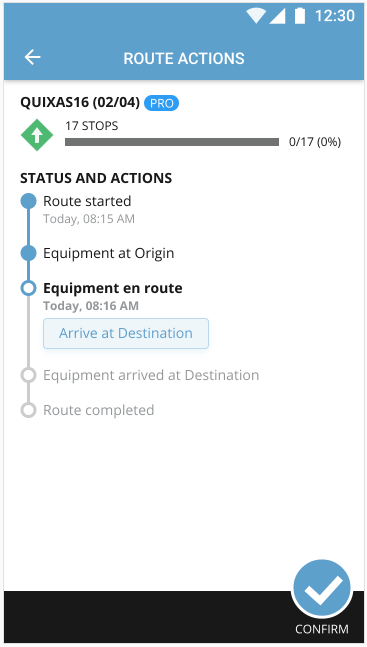 12:30
ROUTE ACTIONS
QUIXAS16 (02/04) PRO
17 STOPS
0/17 (0%)
STATUS AND ACTIONS
Route started
Today, 08:15 AM
Equipment at Origin
Equipment en route
Today, 08:16 AM
Arrive at Destination
Equipment arrived at Destination
Route completed
CONFIRM